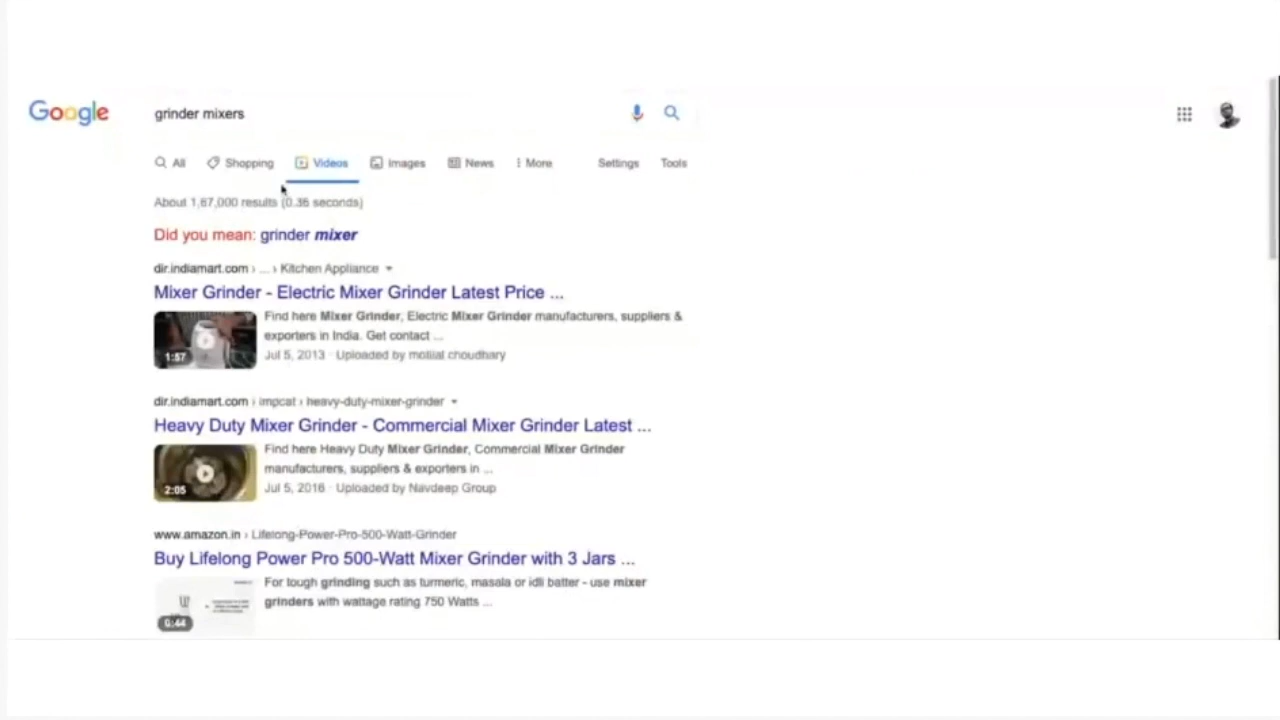 Google
grinder mixers
All Shopping Videos Images News More Settings Tools
About 1,67,000 results (0.36 seconds)
Did you mean: grinder mixer
dir.indiamart.com › ... › Kitchen Appliance
Mixer Grinder - Electric Mixer Grinder Latest Price ...
Find here Mixer Grinder, Electric Mixer Grinder manufacturers, suppliers &
exporters in India. Get contact ...
1:57
Jul 5, 2013 · Uploaded by choudhary
dir.indiamart.com › impcat › heavy-duty-mixer-grinder
Heavy Duty Mixer Grinder - Commercial Mixer Grinder Latest ...
Find here Heavy Duty Mixer Grinder, Commercial Mixer Grinder
manufacturers, suppliers & exporters in ...
2:05
Jul 5, 2016 · Uploaded by Navdeep Group
www.amazon.in › Lifelong-Power-Pro-500-Watt-Grinder
Buy Lifelong Power Pro 500-Watt Mixer Grinder with 3 Jars ...
For tough grinding such as turmeric, masala or idli batter - use mixer
grinders with wattage rating 750 Watts ...
0:44